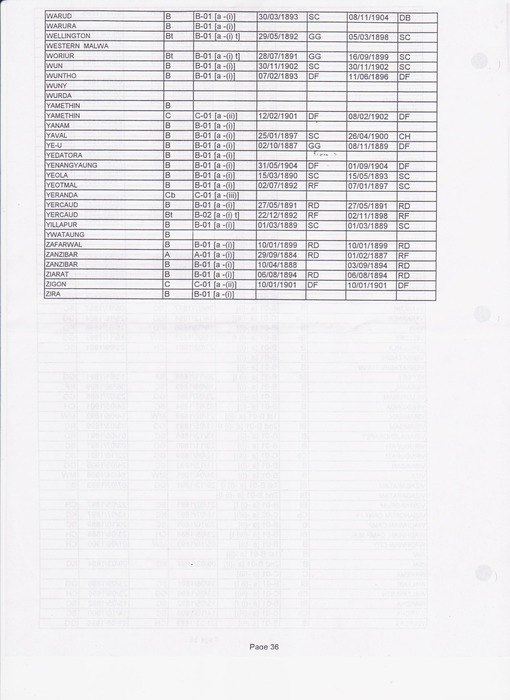 WARUD B B-01 [a -(i)] 30/03/1893 SC 08/11/1904 DB
WARURA B B-01 [a -(i)]
WELLINGTON Bt B-01 [a -(i) t] 29/05/1892 GG 05/03/1898 SC
WESTERN MALWA
WORIUR Bt B-01 [a -(i) t] 28/07/1891 GG 16/09/1899 SC
WUN B B-01 [a -(i)] 30/11/1902 SC 30/11/1902 SC
WUNTHO B B-01 [a -(i)] 07/02/1893 DF 11/06/1896 DF
WUNY
WURDA
YAMETHIN B
YAMETHIN C C-01 [a -(ii)] 12/02/1901 DF 08/02/1902 DF
YANAM B B-01 [a -(i)]
YAVAL B B-01 [a -(i)] 25/01/1897 SC 26/04/1900 CH
YE-U B B-01 [a -(i)] 02/10/1887 GG 08/11/1889 DF
YEDATORA B B-01 [a -(i)]
YENANGYAUNG B B-01 [a -(i)] 31/05/1904 DF 01/09/1904 DF
YEOLA B B-01 [a -(i)] 15/03/1890 SC 15/05/1893 SC
YEOTMAL B B-01 [a -(i)] 02/07/1892 RF 07/01/1897 SC
YERANDA Cb C-01 [a -(iii)]
YERCAUD B B-01 [a -(i)] 27/05/1891 RD 27/05/1891 RD
YERCAUD Bt B-02 [a -(i) t] 22/12/1892 RF 02/11/1898 RF
YILLAPUR B B-01 [a -(i)] 01/03/1889 SC 01/03/1889 SC
YWATAUNG B
ZAFARWAL B B-01 [a -(i)] 10/01/1899 RD 10/01/1899 RD
ZANZIBAR A A-01 [a -(i)] 29/09/1884 RD 01/02/1887 RF
ZANZIBAR B B-01 [a -(i)] 10/04/1888 03/09/1894 RD
ZIARAT B B-01 [a -(i)] 06/08/1894 RD 06/08/1894 RD
ZIGON C C-01 [a -(ii)] 10/01/1901 DF 10/01/1901 DF
ZIRA B B-01 [a -(i)]
Page 36